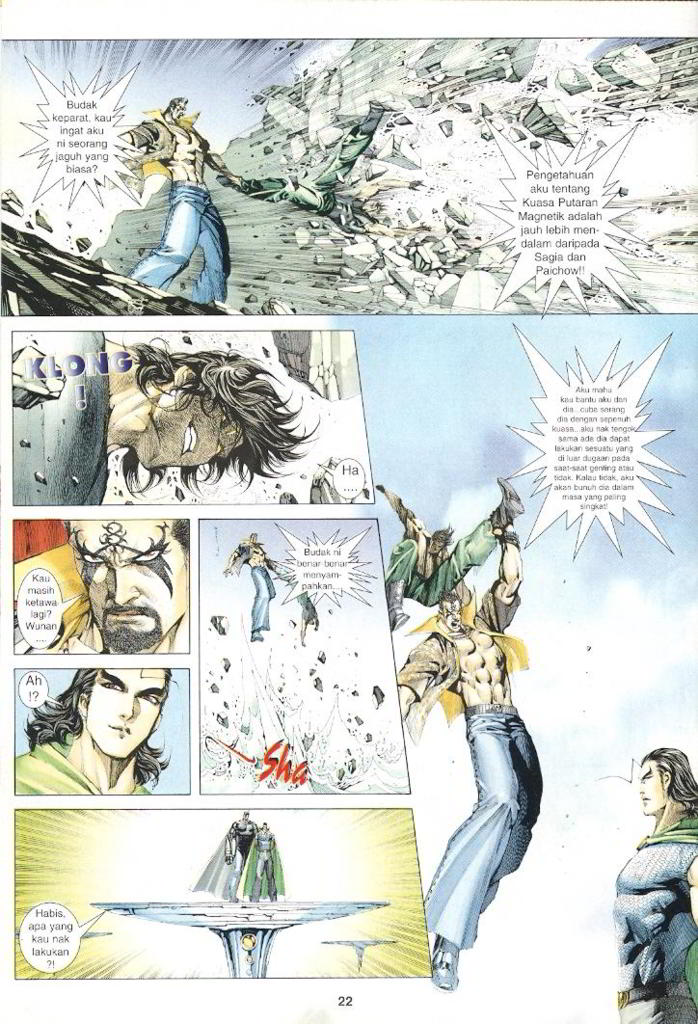 Budak
keparat, kau
ingat aku
ni seorang
jaguh yang
biasa?
Pengetahuan
aku tentang
Kuasa Putaran
Magnetik adalah
jauh lebih men-
dalam daripada
Sagia dan
Paichow!!
KLONG
!
Ha
....
Aku mahu
kau bantu aku dan
dia...cuba serang
dia dengan sepenuh
kuasa...aku nak tengok
sama ada dia dapat
lakukan sesuatu yang
di luar dugaan pada
saat-saat genting atau
tidak. Kalau tidak, aku
akan bunuh dia dalam
masa yang paling
singkat!
Kau
masih
ketawa
lagi?
Wunan
....
Budak ni
benar-benar
menyam-
pahkan...
Ah
!?
Sha
Habis,
apa yang
kau nak
lakukan
?!
22